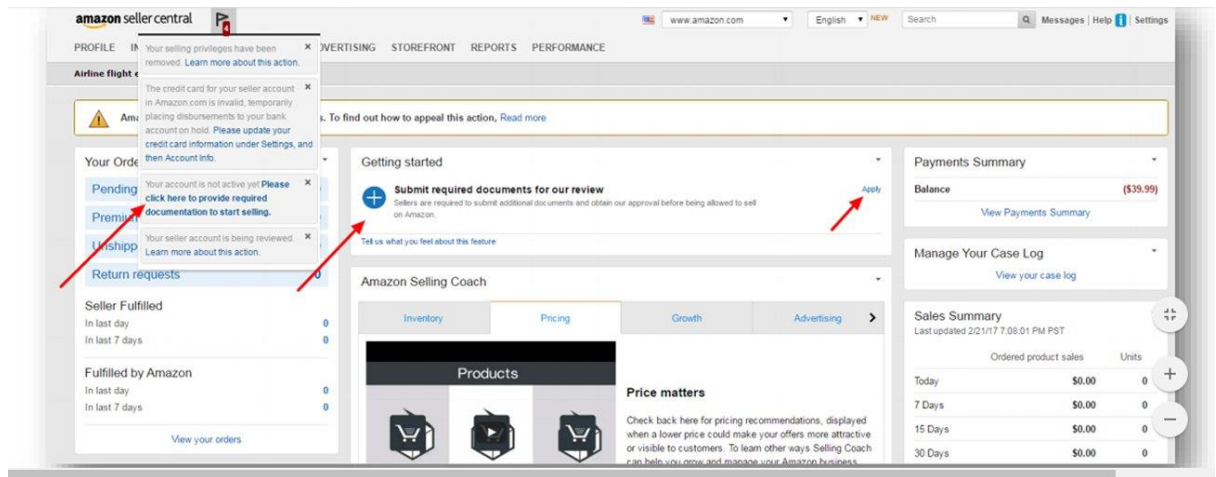 amazon seller central
4
www.amazon.com
English
NEW
Search
Messages | Help | Settings
PROFILE
ADVERTISING STOREFRONT REPORTS PERFORMANCE
Airline flight
Your selling privileges have been
removed. Learn more about this action.
The credit card for your seller account
in Amazon.com is invalid, temporarily
placing disbursements to your bank
account on hold. Please update your
credit card information under Settings, and
then Account Info.
Your account is not active yet Please
click here to provide required
documentation to start selling.
Your seller account is being reviewed.
Learn more about this action.
To find out how to appeal this action, Read more
Your
Pending
Return requests 0
Seller Fulfilled
In last day 0
In last 7 days 0
Fulfilled by Amazon
In last day 0
In last 7 days 0
View your orders
Getting started
Submit required documents for our review
Apply
Sellers are required to submit additional documents and obtain our approval before being allowed to sell
on Amazon.
Tell us what you feel about this feature
Amazon Selling Coach
Inventory Pricing Growth Advertising
Products
Price matters
Check back here for pricing recommendations, displayed
when a lower price could make your offers more attractive
or visible to customers. To learn other ways Selling Coach
can help you grow and manage your Amazon business
Payments Summary
Balance ($39.99)
View Payments Summary
Manage Your Case Log
View your case log
Sales Summary
Last updated 2/21/17 7:08:01 PM PST
Ordered product sales Units
Today $0.00 0
7 Days $0.00 0
15 Days $0.00 0
30 Days $0.00 0